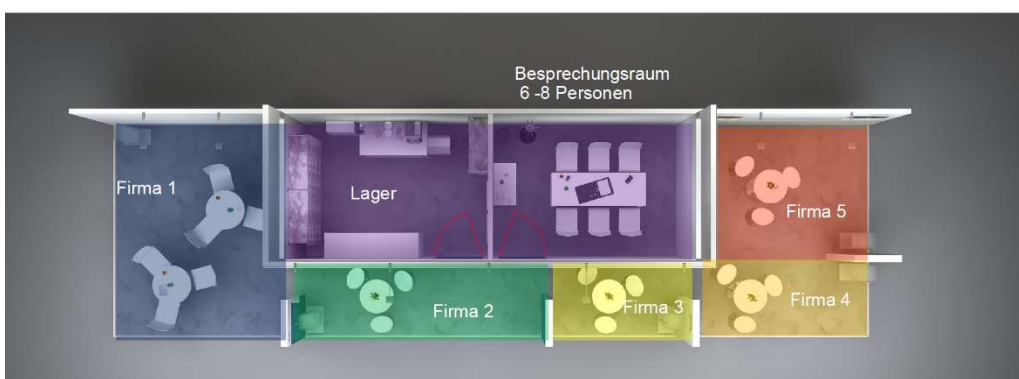 Besprechungsraum
6 -8 Personen
Firma 1
Lager
Firma 5
Firma 2
Firma 3
Firma 4